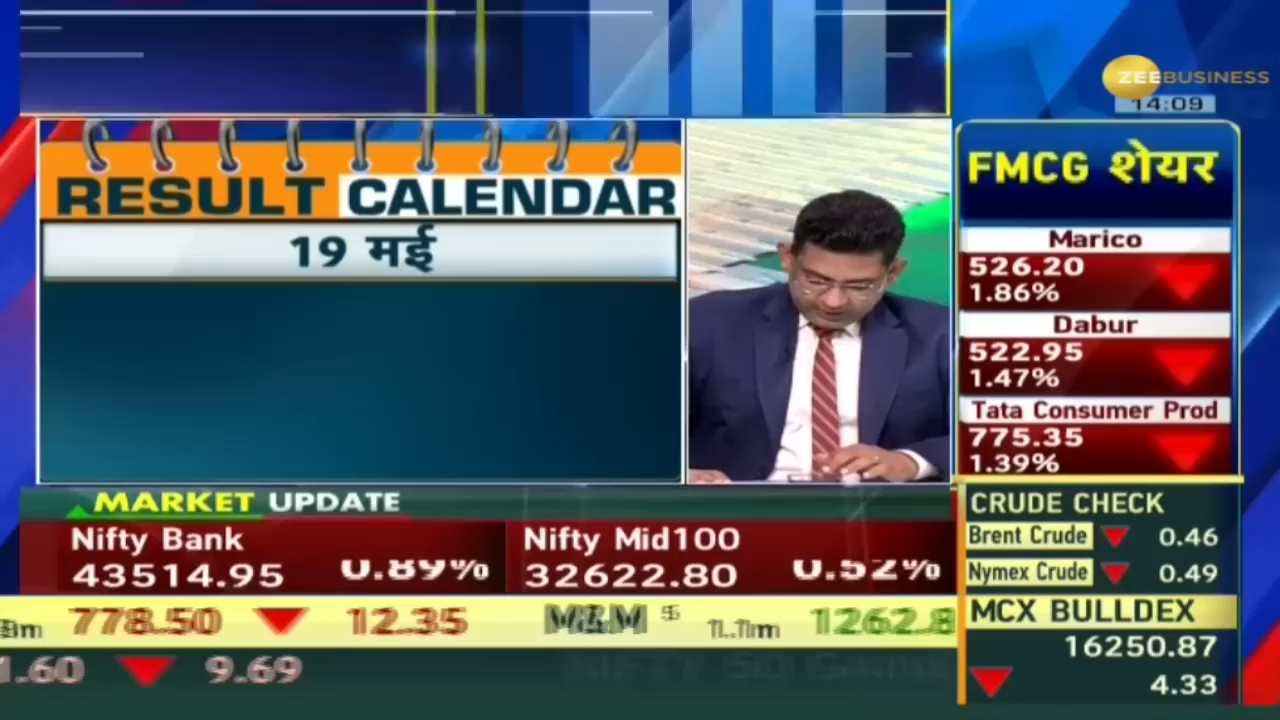 ZEEBUSINESS
14:09
RESULT CALENDAR
19 मई
FMCG शेयर
Marico
526.20
1.86%
Dabur
522.95
1.47%
Tata Consumer Prod
775.35
1.39%
MARKET UPDATE
Nifty Bank
43514.95 0.89%
Nifty Mid100
32622.80 0.52%
CRUDE CHECK
Brent Crude 0.46
Nymex Crude 0.49
MCX BULLDEX
16250.87
4.33
778.50 12.35 M&M 1262.8
1.60 9.69